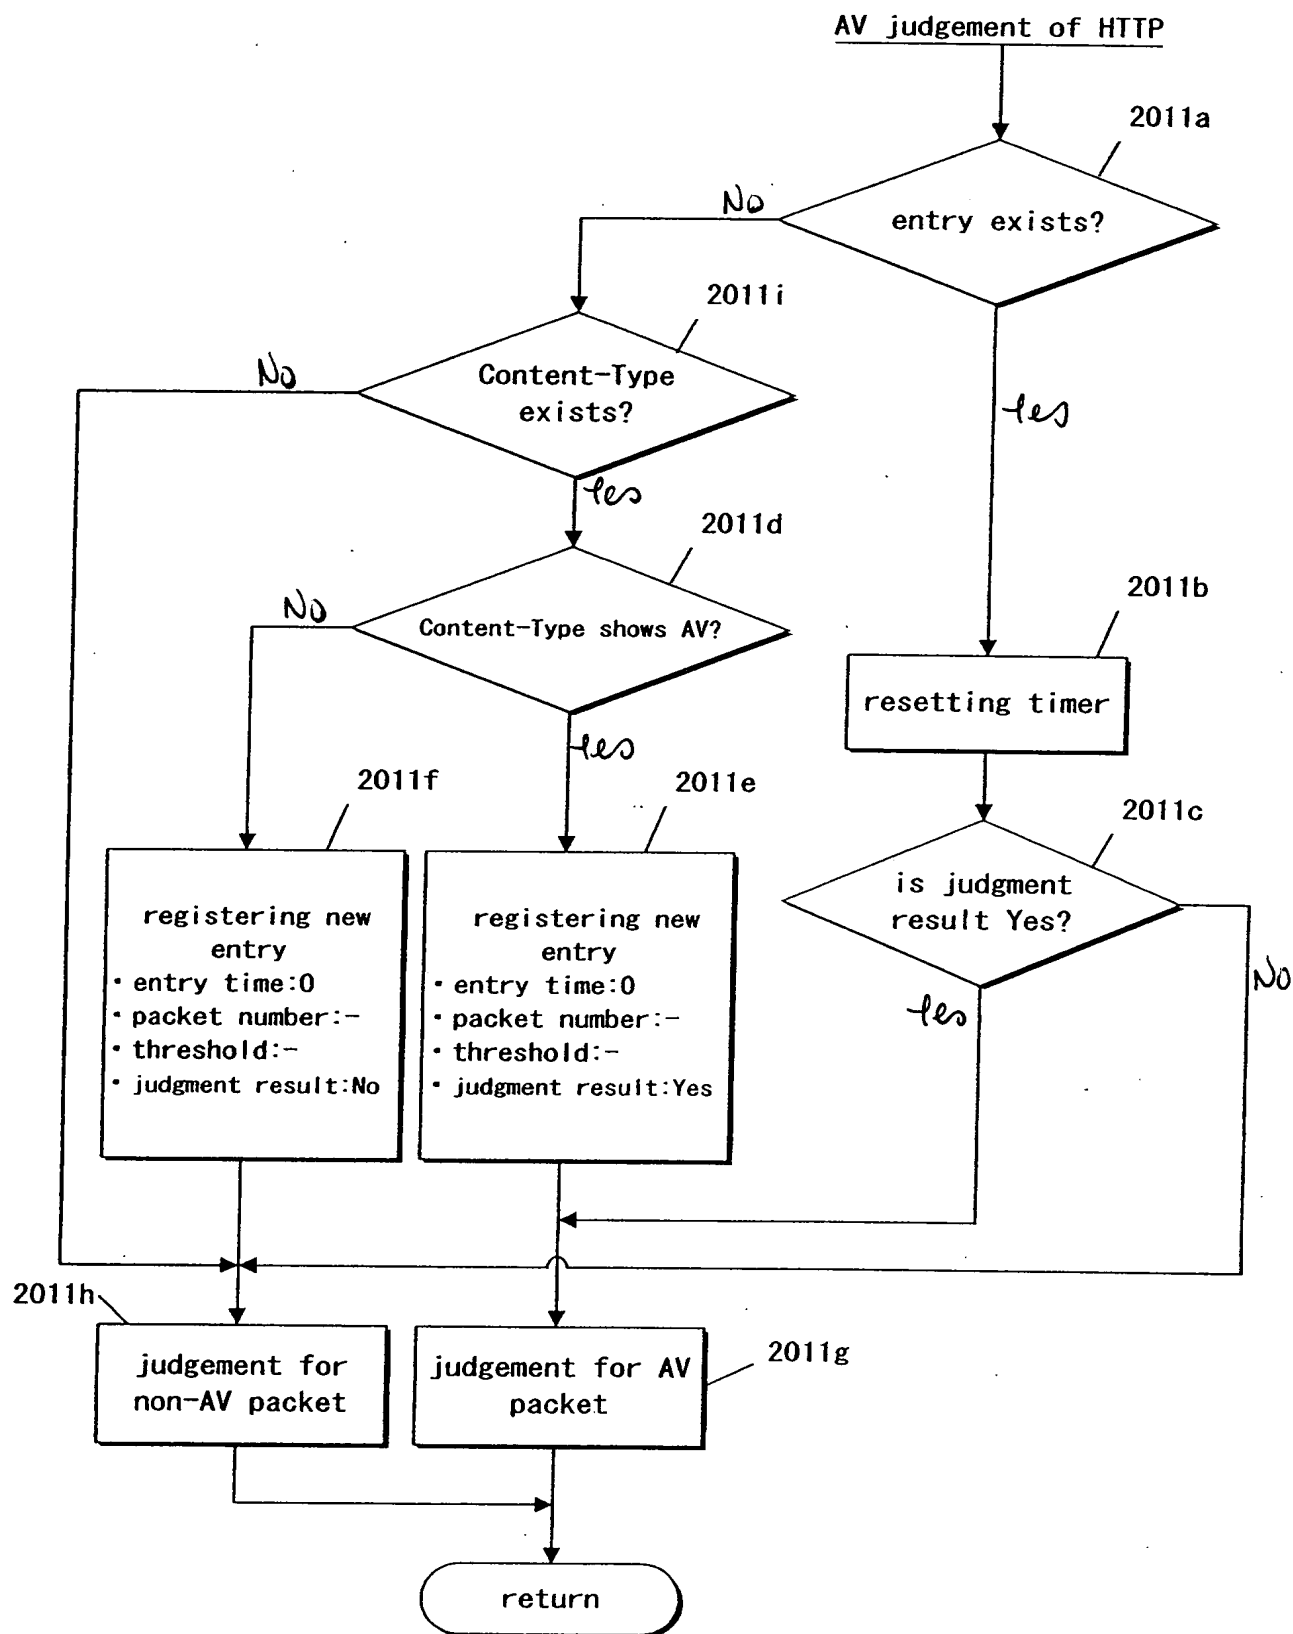 AV judgement of HTTP
2011a
No
entry exists?
2011i
No
Content-Type
exists?
Yes
Yes
2011d
No
Content-Type shows AV?
2011b
resetting timer
Yes
2011f
2011e
2011c
registering new
entry
・entry time:0
・packet number:-
・threshold:-
・judgment result:No
registering new
entry
・entry time:0
・packet number:-
・threshold:-
・judgment result:Yes
is judgment
result Yes?
No
Yes
2011h
judgement for
non-AV packet
judgement for AV
packet
2011g
return